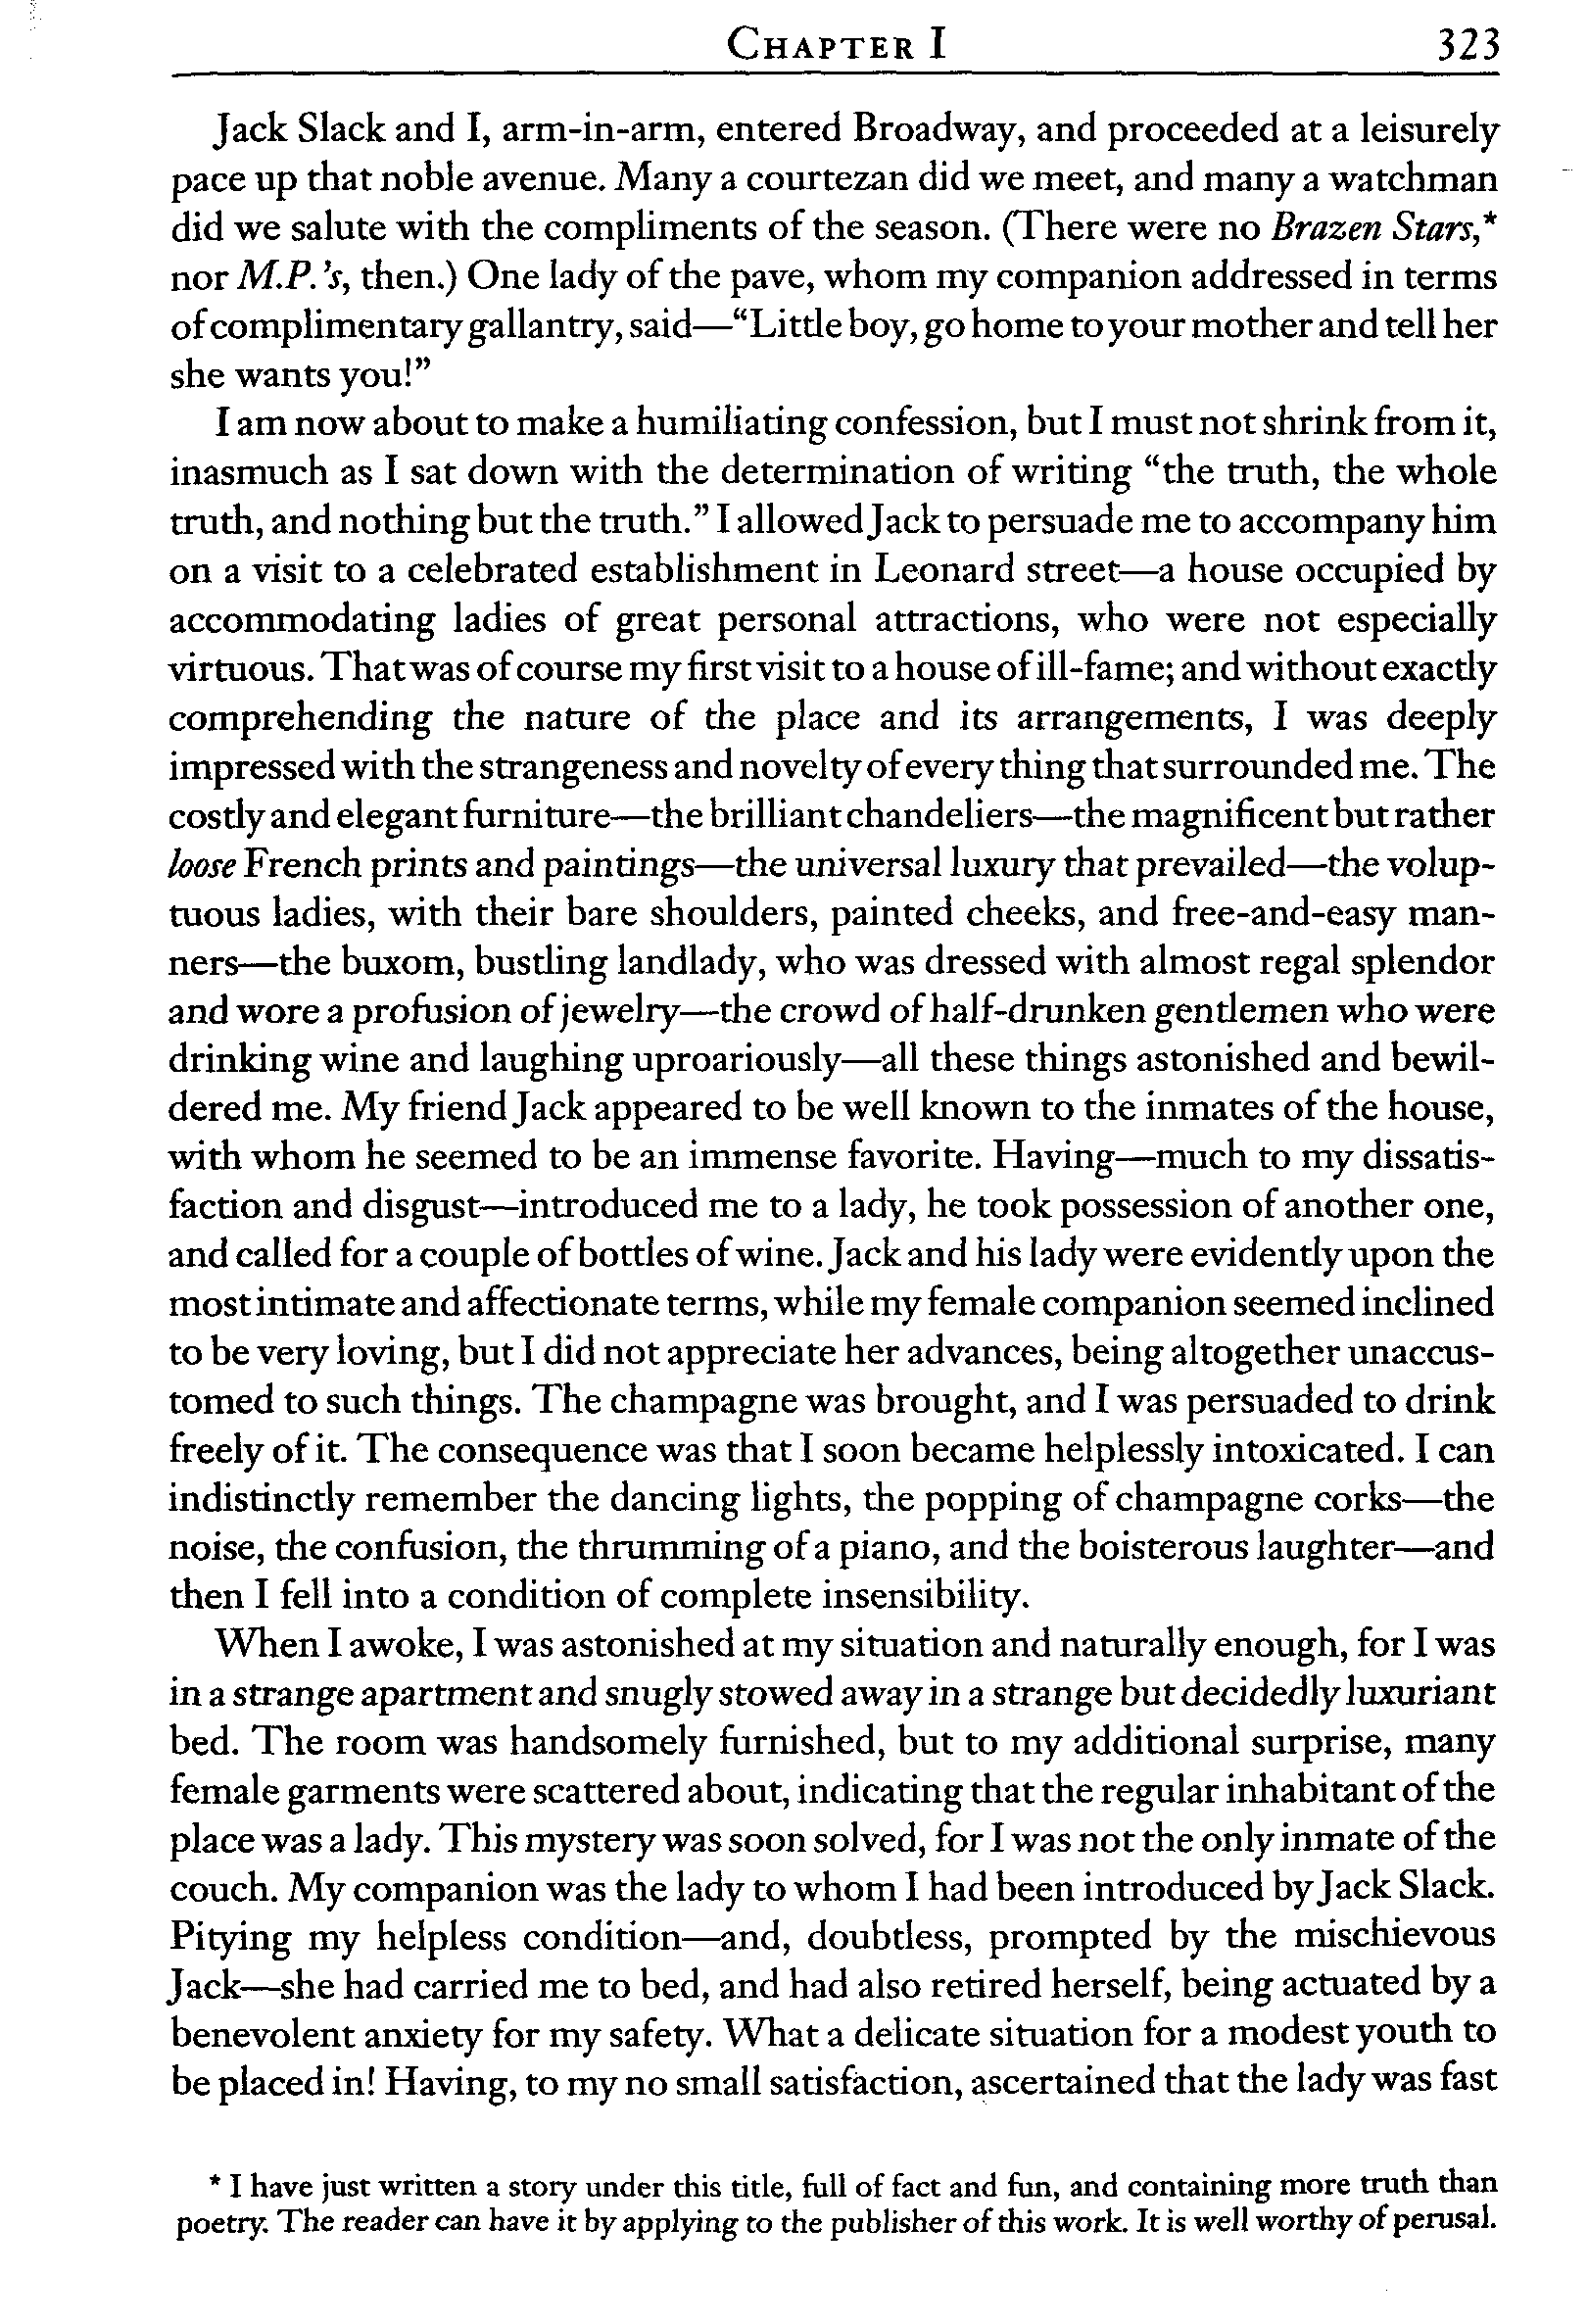 CHAPTER I 323
Jack Slack and I, arm-in-arm, entered Broadway, and proceeded at a leisurely
pace up that noble avenue. Many a courtezan did we meet, and many a watchman
did we salute with the compliments of the season. (There were no Brazen Stars,*
nor M.P.'s, then.) One lady of the pave, whom my companion addressed in terms
of complimentary gallantry, said—“Little boy, go home to your mother and tell her
she wants you!”
I am now about to make a humiliating confession, but I must not shrink from it,
inasmuch as I sat down with the determination of writing “the truth, the whole
truth, and nothing but the truth.” I allowed Jack to persuade me to accompany him
on a visit to a celebrated establishment in Leonard street—a house occupied by
accommodating ladies of great personal attractions, who were not especially
virtuous. That was of course my first visit to a house of ill-fame; and without exactly
comprehending the nature of the place and its arrangements, I was deeply
impressed with the strangeness and novelty of every thing that surrounded me. The
costly and elegant furniture—the brilliant chandeliers—the magnificent but rather
loose French prints and paintings—the universal luxury that prevailed—the volup-
tuous ladies, with their bare shoulders, painted cheeks, and free-and-easy man-
ners—the buxom, bustling landlady, who was dressed with almost regal splendor
and wore a profusion of jewelry—the crowd of half-drunken gentlemen who were
drinking wine and laughing uproariously—all these things astonished and bewil-
dered me. My friend Jack appeared to be well known to the inmates of the house,
with whom he seemed to be an immense favorite. Having—much to my dissatis-
faction and disgust—introduced me to a lady, he took possession of another one,
and called for a couple of bottles of wine. Jack and his lady were evidently upon the
most intimate and affectionate terms, while my female companion seemed inclined
to be very loving, but I did not appreciate her advances, being altogether unaccus-
tomed to such things. The champagne was brought, and I was persuaded to drink
freely of it. The consequence was that I soon became helplessly intoxicated. I can
indistinctly remember the dancing lights, the popping of champagne corks—the
noise, the confusion, the thrumming of a piano, and the boisterous laughter—and
then I fell into a condition of complete insensibility.
When I awoke, I was astonished at my situation and naturally enough, for I was
in a strange apartment and snugly stowed away in a strange but decidedly luxuriant
bed. The room was handsomely furnished, but to my additional surprise, many
female garments were scattered about, indicating that the regular inhabitant of the
place was a lady. This mystery was soon solved, for I was not the only inmate of the
couch. My companion was the lady to whom I had been introduced by Jack Slack.
Pitying my helpless condition—and, doubtless, prompted by the mischievous
Jack—she had carried me to bed, and had also retired herself, being actuated by a
benevolent anxiety for my safety. What a delicate situation for a modest youth to
be placed in! Having, to my no small satisfaction, ascertained that the lady was fast
* I have just written a story under this title, full of fact and fun, and containing more truth than
poetry. The reader can have it by applying to the publisher of this work. It is well worthy of perusal.